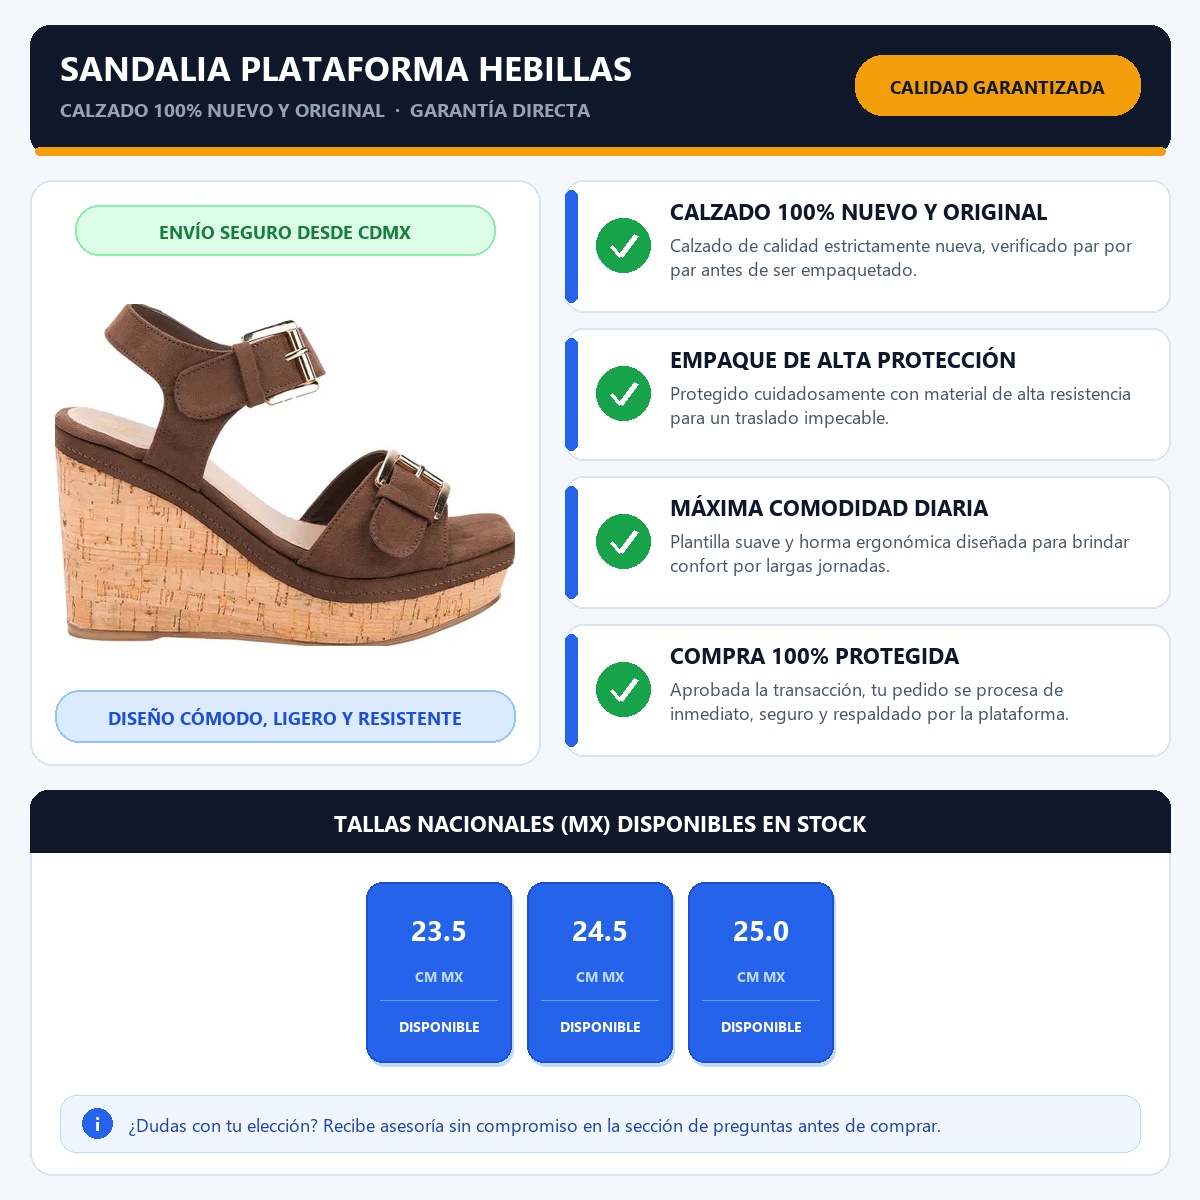 SANDALIA PLATAFORMA HEBILLAS
CALZADO 100% NUEVO Y ORIGINAL · GARANTÍA DIRECTA
CALIDAD GARANTIZADA
ENVÍO SEGURO DESDE CDMX
DISEÑO CÓMODO, LIGERO Y RESISTENTE
CALZADO 100% NUEVO Y ORIGINAL
Calzado de calidad estrictamente nueva, verificado par por
par antes de ser empaquetado.
EMPAQUE DE ALTA PROTECCIÓN
Protegido cuidadosamente con material de alta resistencia
para un traslado impecable.
MÁXIMA COMODIDAD DIARIA
Plantilla suave y horma ergonómica diseñada para brindar
confort por largas jornadas.
COMPRA 100% PROTEGIDA
Aprobada la transacción, tu pedido se procesa de
inmediato, seguro y respaldado por la plataforma.
TALLAS NACIONALES (MX) DISPONIBLES EN STOCK
23.5
CM MX
DISPONIBLE
24.5
CM MX
DISPONIBLE
25.0
CM MX
DISPONIBLE
¿Dudas con tu elección? Recibe asesoría sin compromiso en la sección de preguntas antes de comprar.